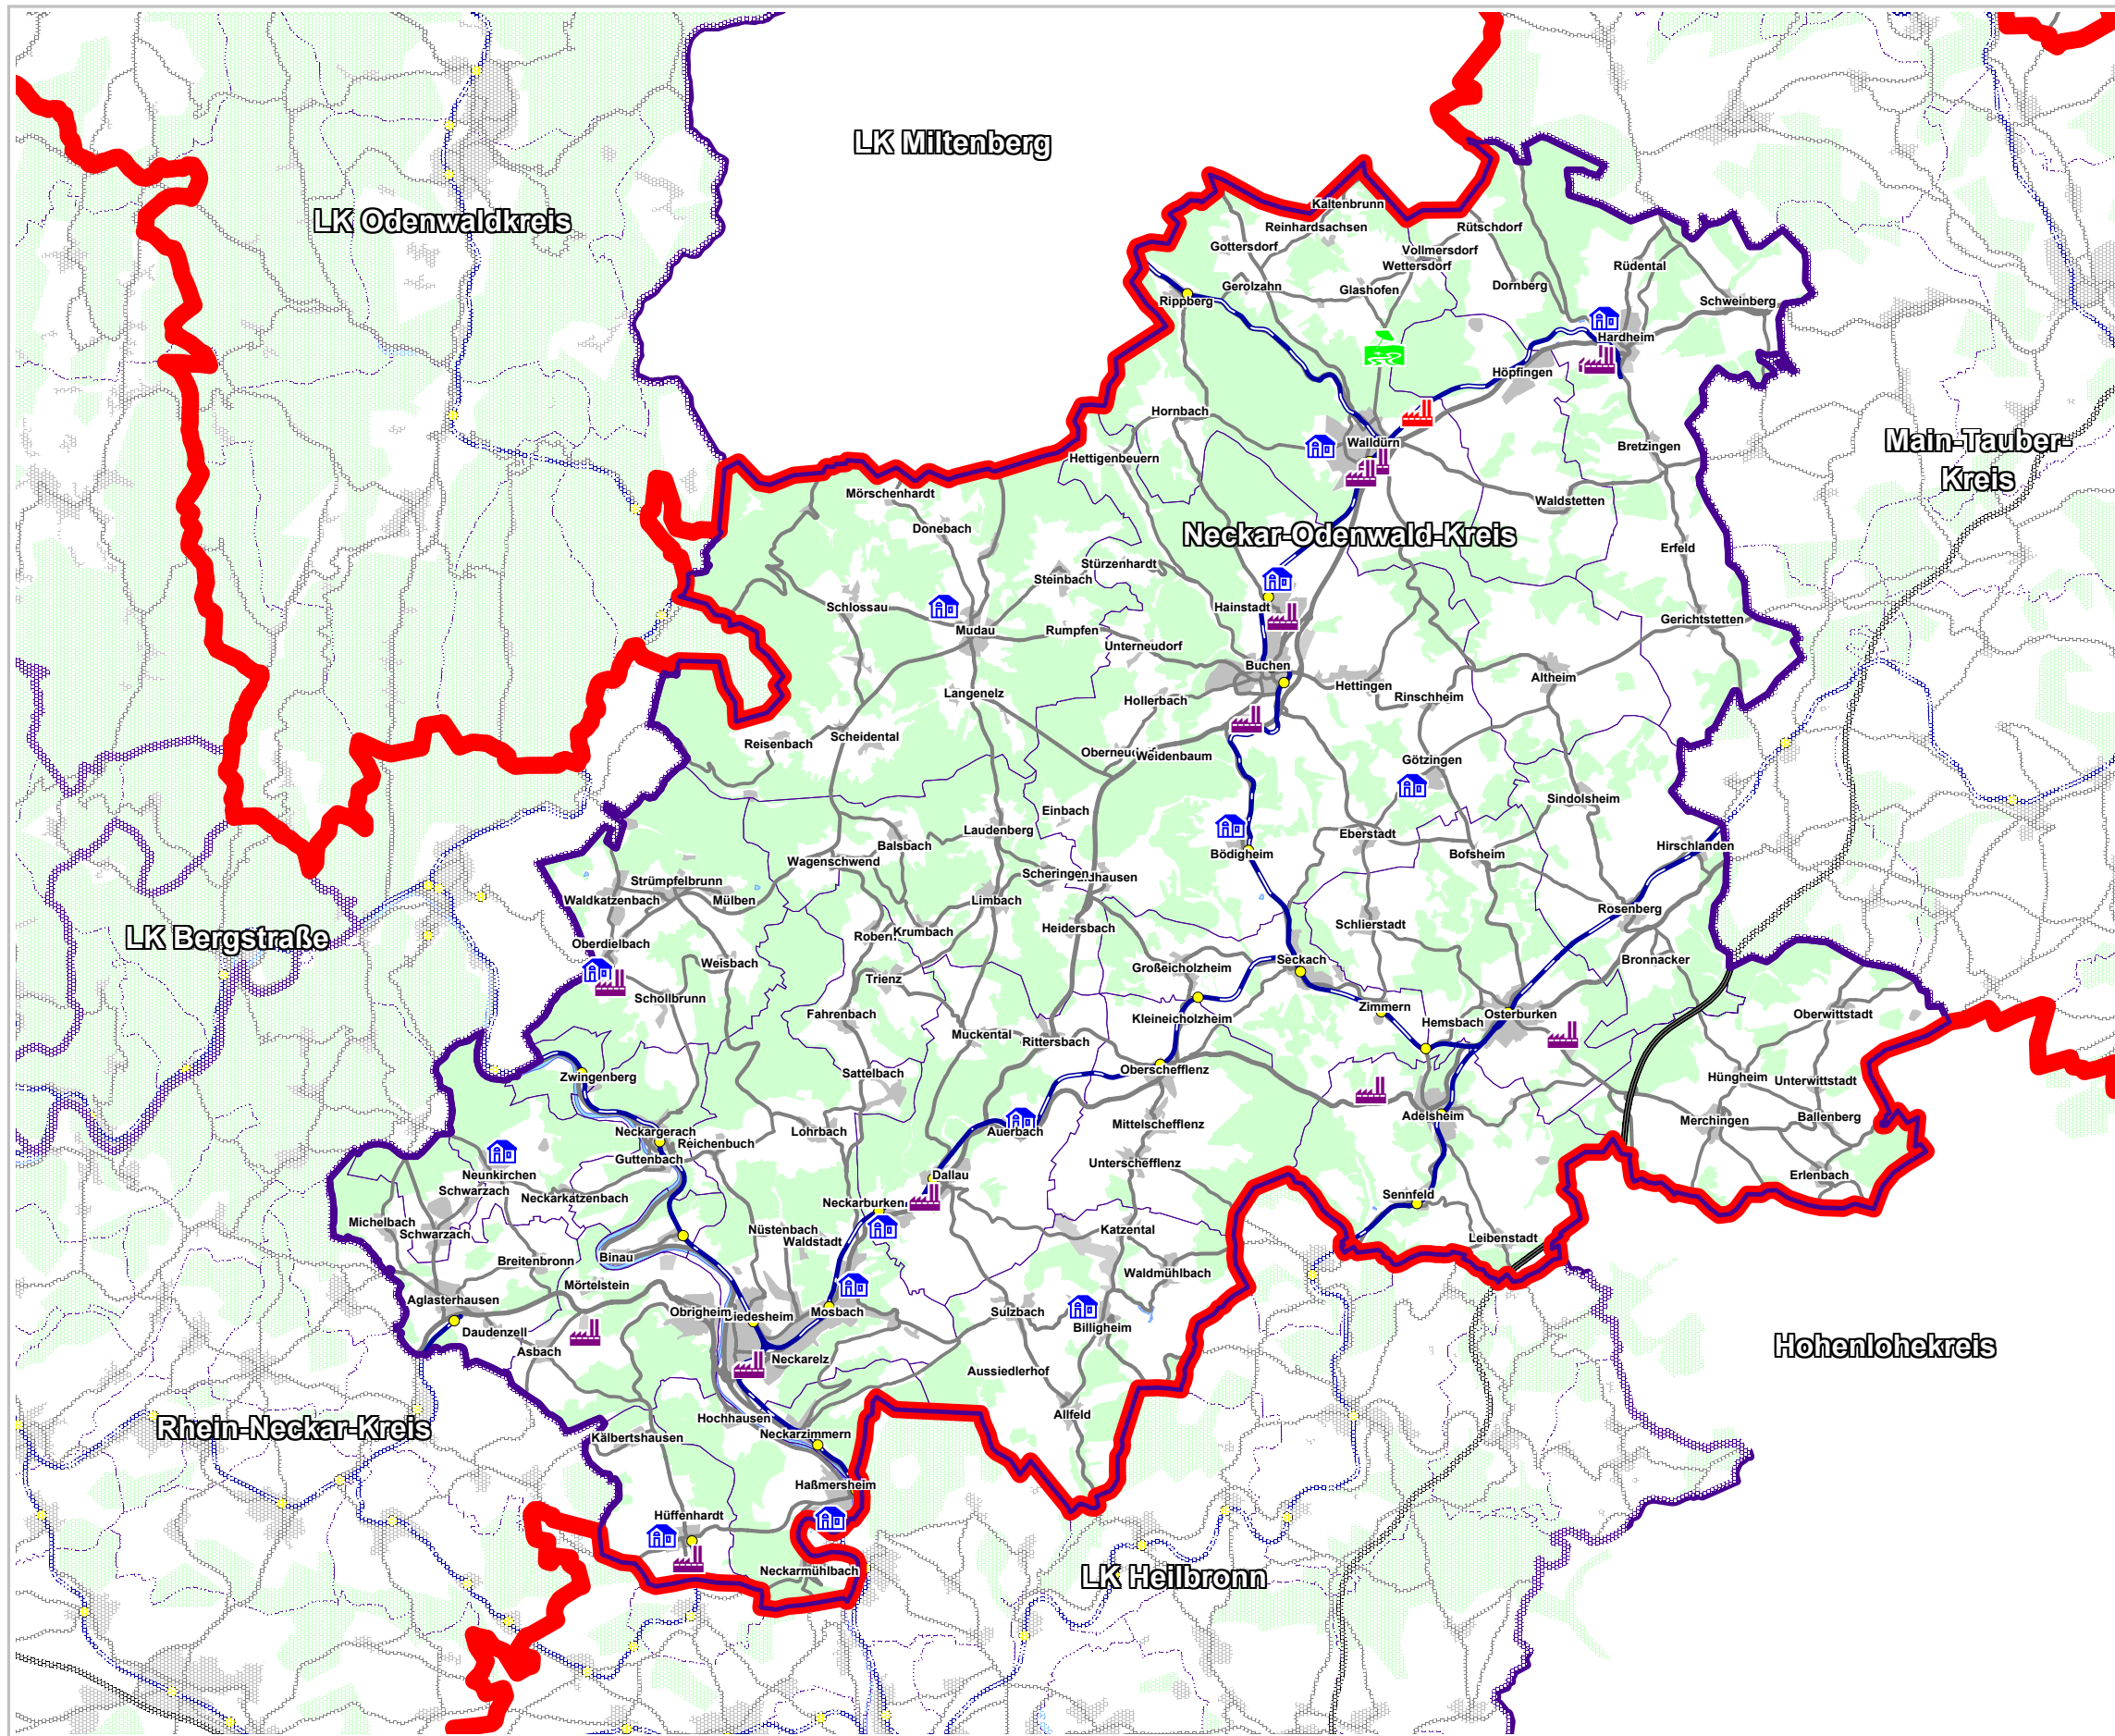 LK Miltenberg
LK Odenwaldkreis
Kaltenbrunn
Reinhardsachsen
Rütschdorf
Gottersdorf
Vollmersdorf
Wettersdorf
Rüdental
Gerolzahn
Glashofen
Dornberg
Rippberg
Schweinberg
Hardheim
Höpfingen
Hornbach
Walldürn
Bretzingen
Main-Tauber-
Kreis
Hettigenbeuern
Mörschenhardt
Waldstetten
Donebach
Neckar-Odenwald-Kreis
Erfeld
Stürzenhardt
Steinbach
Schlossau
Hainstadt
Gerichtstetten
Mudau
Rumpfen
Unterneudorf
Buchen
Altheim
Hettingen
Rinschheim
Langenelz
Hollerbach
Scheidental
Reisenbach
Weidenbaum
Götzingen
Sindolsheim
Einbach
Laudenberg
Eberstadt
Balsbach
Hirschlanden
Wagenschwend
Bödigheim
Bofsheim
Scheringen
Strümpfelbrunn
Mülben
Waldkatzenbach
Limbach
Rosenberg
LK Bergstraße
Krumbach
Heidersbach
Schlierstadt
Oberdielbach
Weisbach
Großeicholzheim
Seckach
Bronnacker
Trienz
Schollbrunn
Zimmern
Fahrenbach
Kleineicholzheim
Osterburken
Oberwittstadt
Hemsbach
Muckental
Rittersbach
Oberschefflenz
Sattelbach
Zwingenberg
Hüngheim
Unterwittstadt
Adelsheim
Merchingen
Ballenberg
Mittelschefflenz
Neckargerach
Reichenbuch
Lohrbach
Auerbach
Guttenbach
Unterschefflenz
Neunkirchen
Dallau
Erlenbach
Schwarzach
Neckarkatzenbach
Neckarburken
Sennfeld
Michelbach
Schwarzach
Nüstenbach
Waldstadt
Katzental
Leibenstadt
Breitenbronn
Binau
Waldmühlbach
Mörtelstein
Aglasterhausen
Obrigheim
Diedesheim
Mosbach
Sulzbach
Billigheim
Daudenzell
Asbach
Hohenlohekreis
Neckarelz
Aussiedlerhof
Rhein-Neckar-Kreis
Hochhausen
Allfeld
Kälbertshausen
Neckarzimmern
Haßmersheim
Hüffenhardt
Neckarmühlbach
LK Heilbronn